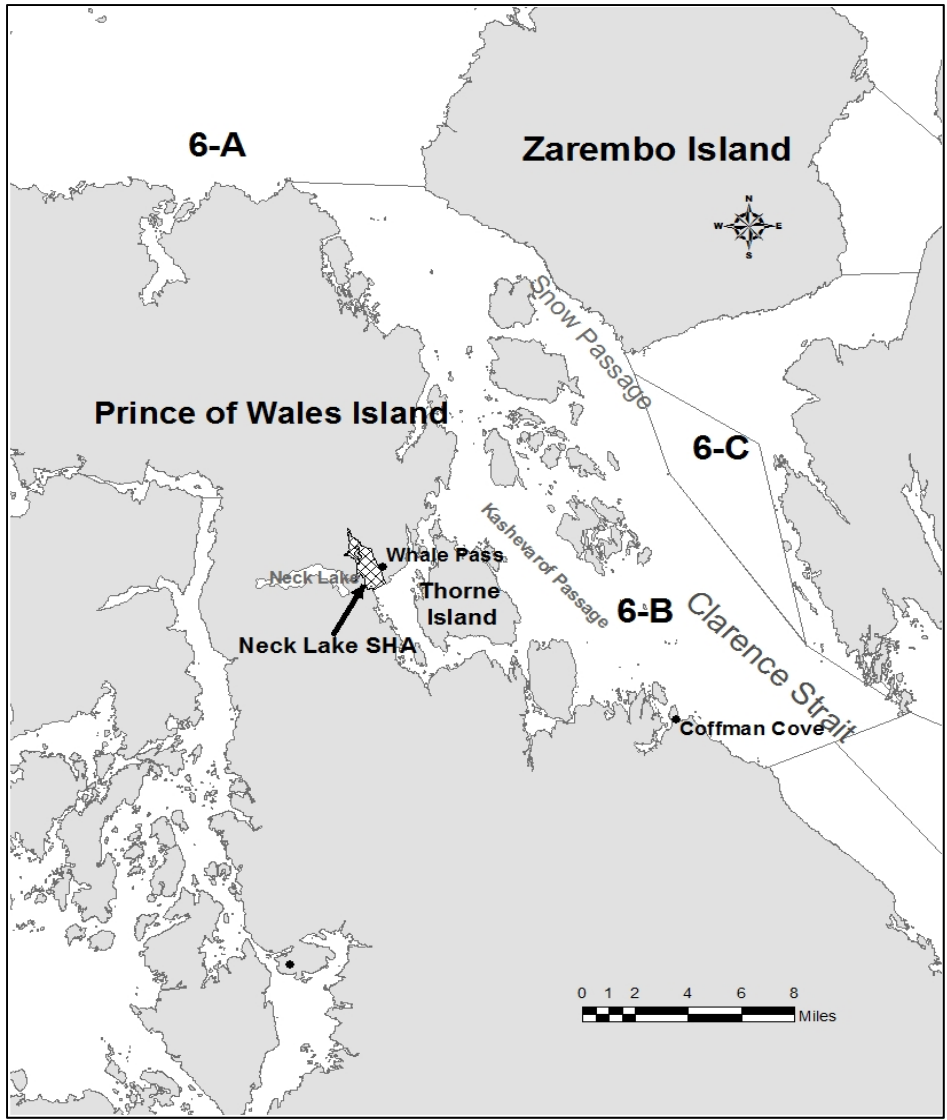 6-A
Zarembo Island
N
W E
S
Snow Passage
Prince of Wales Island
6-C
Kashevarof Passage
Whale Pass
Neck Lake
Thorne
Island
6-B
Clarence Strait
Neck Lake SHA
Coffman Cove
0 1 2 4 6 8
Miles